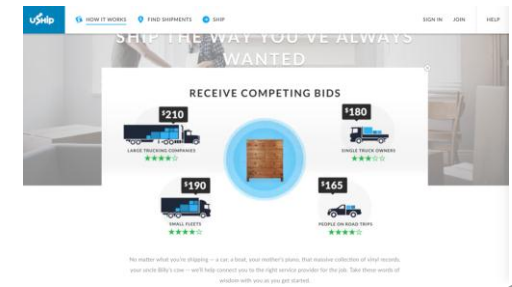 uShip
HOW IT WORKS
FIND SHIPMENTS
SHIP
SIGN IN
JOIN
HELP
SHIP THE WAY YOU'VE ALWAYS
WANTED
RECEIVE COMPETING BIDS
$210
LARGE TRUCKING COMPANIES
$180
SINGLE TRUCK OWNERS
$190
SMALL FLEETS
$165
PEOPLE ON ROAD TRIPS
No matter what you're shipping — a car, a boat, your mother's piano, that massive collection of vinyl records,
your uncle Billy's cow — we'll help connect you to the right service provider for the job. Take these words of
wisdom with you as you get started.